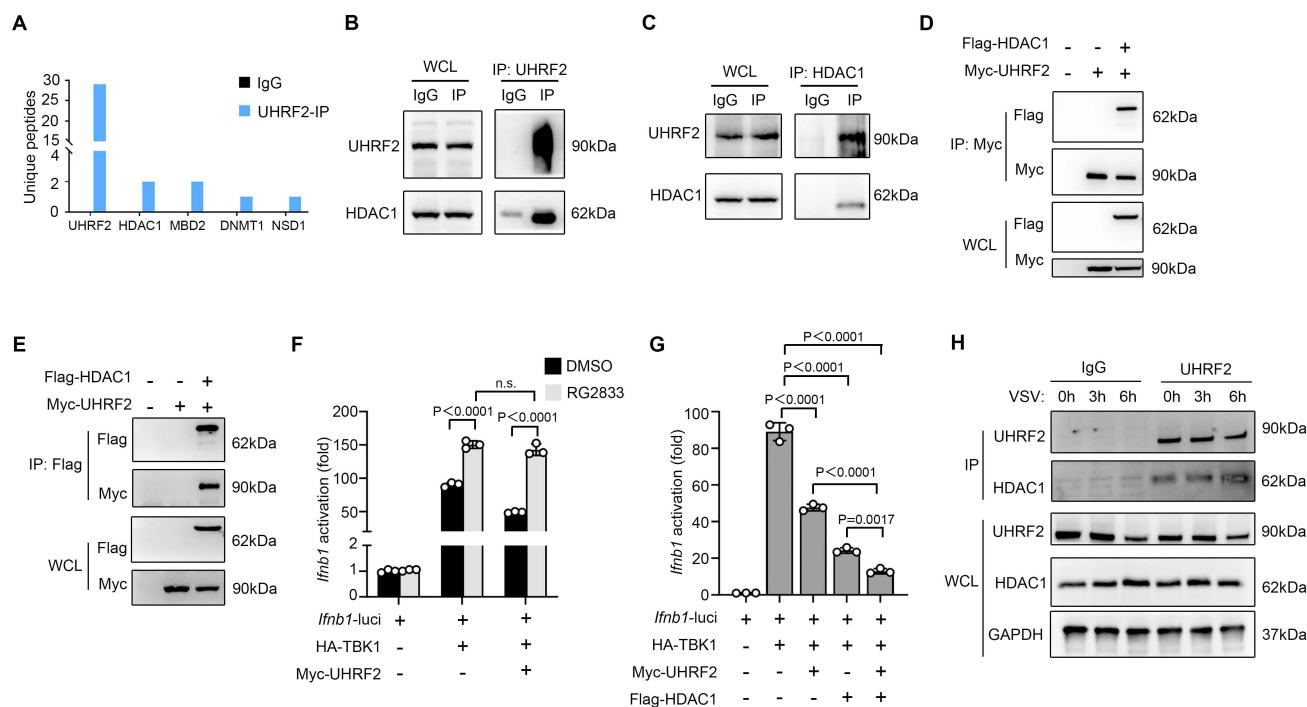 A
Unique peptides
30
25
20
15
4
2
0
IgG
UHRF2-IP
UHRF2 HDAC1 MBD2 DNMT1 NSD1
B
WCL IP: UHRF2
IgG IP IgG IP
UHRF2 90kDa
HDAC1 62kDa
C
WCL IP: HDAC1
IgG IP IgG IP
UHRF2 90kDa
HDAC1 62kDa
D
Flag-HDAC1 - - +
Myc-UHRF2 - + +
IP: Myc
Flag 62kDa
Myc 90kDa
WCL
Flag 62kDa
Myc 90kDa
E
Flag-HDAC1 - - +
Myc-UHRF2 - + +
IP: Flag
Flag 62kDa
Myc 90kDa
WCL
Flag 62kDa
Myc 90kDa
F
DMSO
RG2833
n.s.
P<0.0001 P<0.0001
Ifnb1 activation (fold)
200
150
100
50
2
1
0
Ifnb1-luci + + +
HA-TBK1 - + +
Myc-UHRF2 - - +
G
P<0.0001
P<0.0001
P<0.0001
P<0.0001
P=0.0017
Ifnb1 activation (fold)
100
80
60
40
20
0
Ifnb1-luci + + + + +
HA-TBK1 - + + + +
Myc-UHRF2 - - + - +
Flag-HDAC1 - - - + +
H
IgG UHRF2
VSV: 0h 3h 6h 0h 3h 6h
IP
UHRF2 90kDa
HDAC1 62kDa
WCL
UHRF2 90kDa
HDAC1 62kDa
GAPDH 37kDa